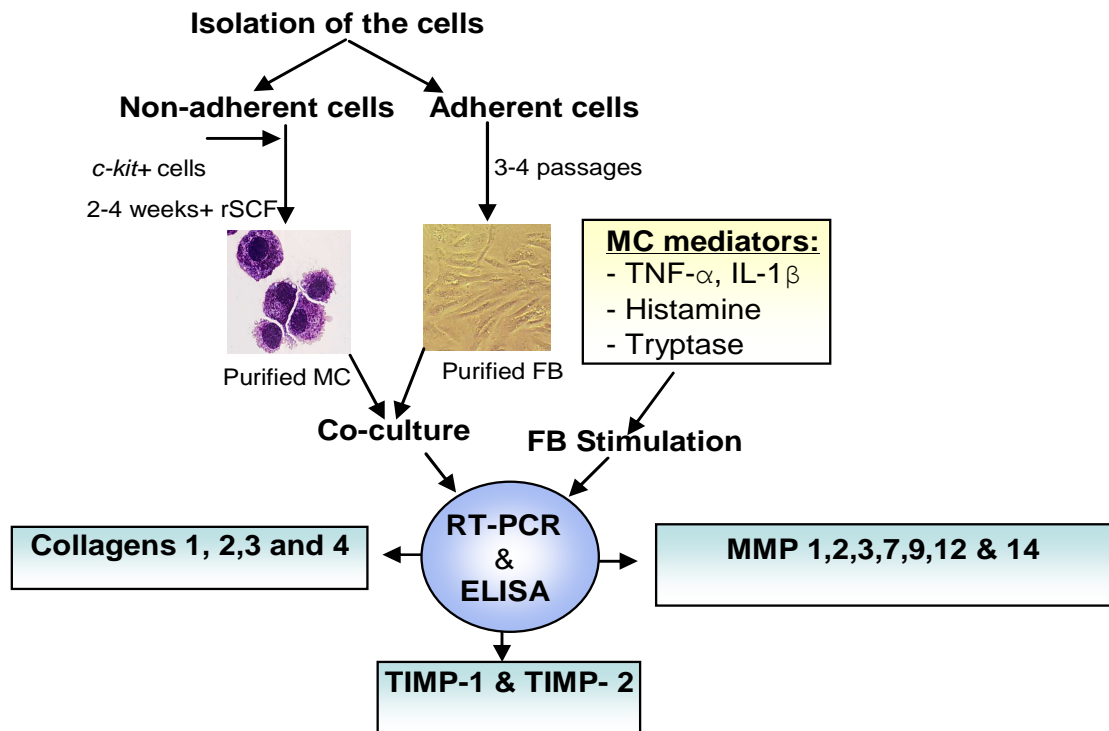 Isolation of the cells
Non-adherent cells
Adherent cells
c-kit+ cells
3-4 passages
2-4 weeks+ rSCF
MC mediators:
- TNF-α, IL-1β
- Histamine
- Tryptase
Purified MC
Purified FB
Co-culture
FB Stimulation
RT-PCR
&
ELISA
Collagens 1, 2,3 and 4
MMP 1,2,3,7,9,12 & 14
TIMP-1 & TIMP- 2